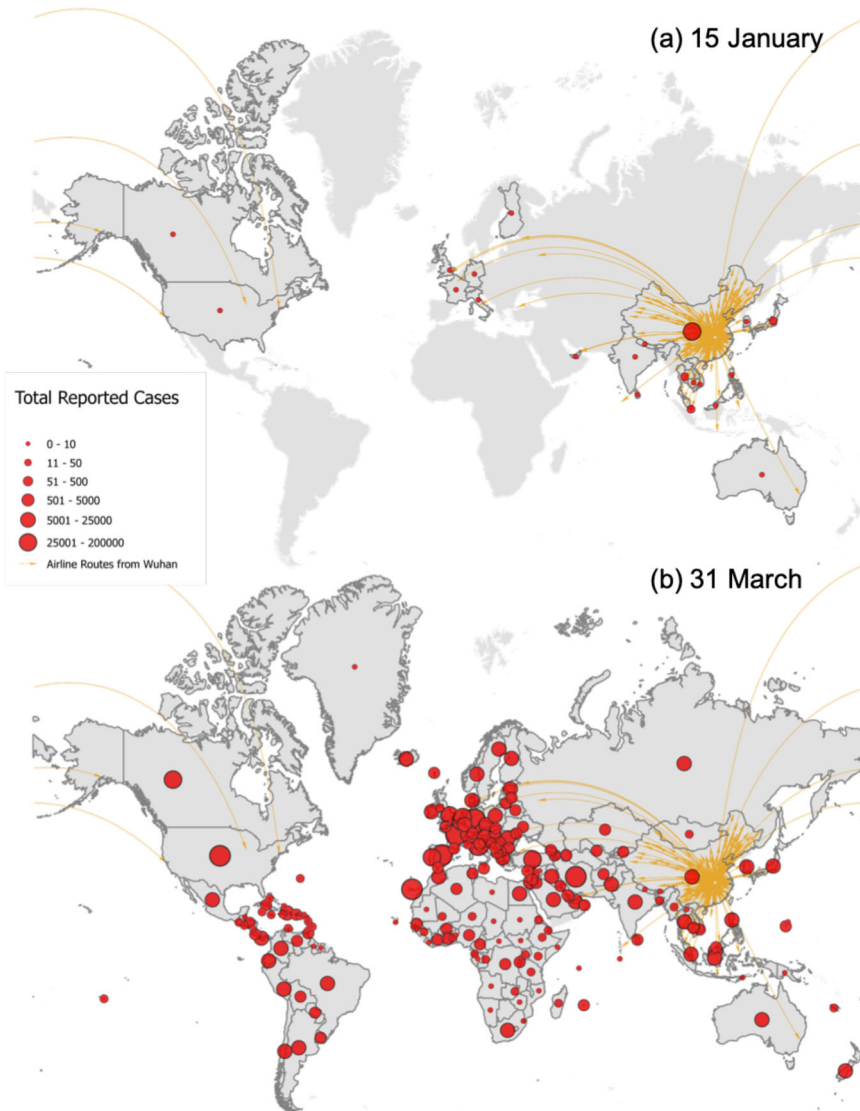 (a) 15 January
Total Reported Cases
0 - 10
11 - 50
51 - 500
501 - 5000
5001 - 25000
25001 - 200000
Airline Routes from Wuhan
(b) 31 March